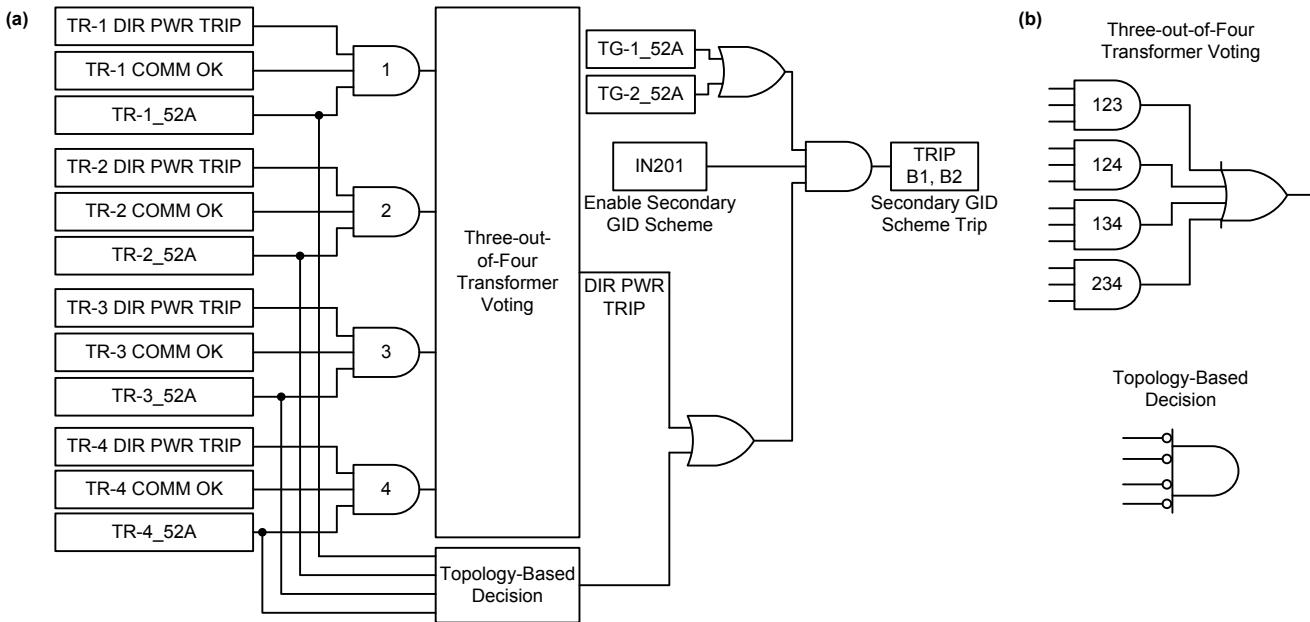 (a)
TR-1 DIR PWR TRIP
TR-1 COMM OK
TR-1_52A
1
TR-2 DIR PWR TRIP
TR-2 COMM OK
TR-2_52A
2
TR-3 DIR PWR TRIP
TR-3 COMM OK
TR-3_52A
3
TR-4 DIR PWR TRIP
TR-4 COMM OK
TR-4_52A
4
Three-out-
of-Four
Transformer
Voting
Topology-Based
Decision
DIR PWR
TRIP
TG-1_52A
TG-2_52A
IN201
Enable Secondary
GID Scheme
TRIP
B1, B2
Secondary GID
Scheme Trip
(b)
Three-out-of-Four
Transformer Voting
123
124
134
234
Topology-Based
Decision